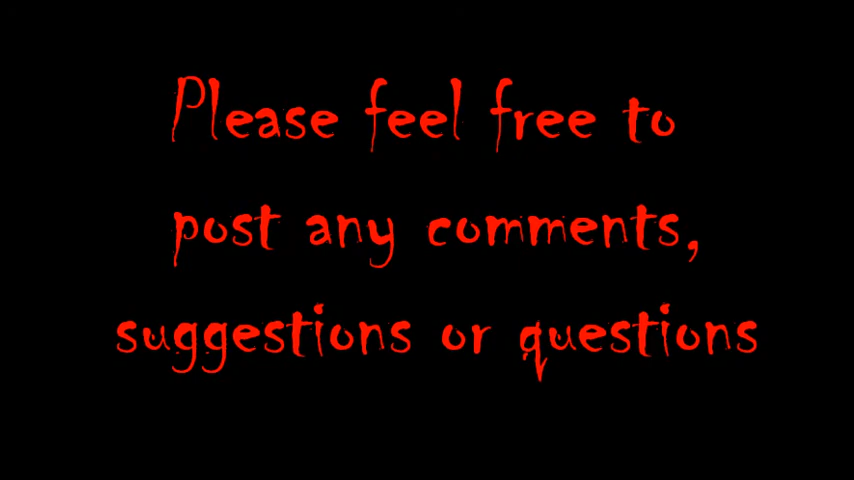 Please feel free to
post any comments,
suggestions or questions